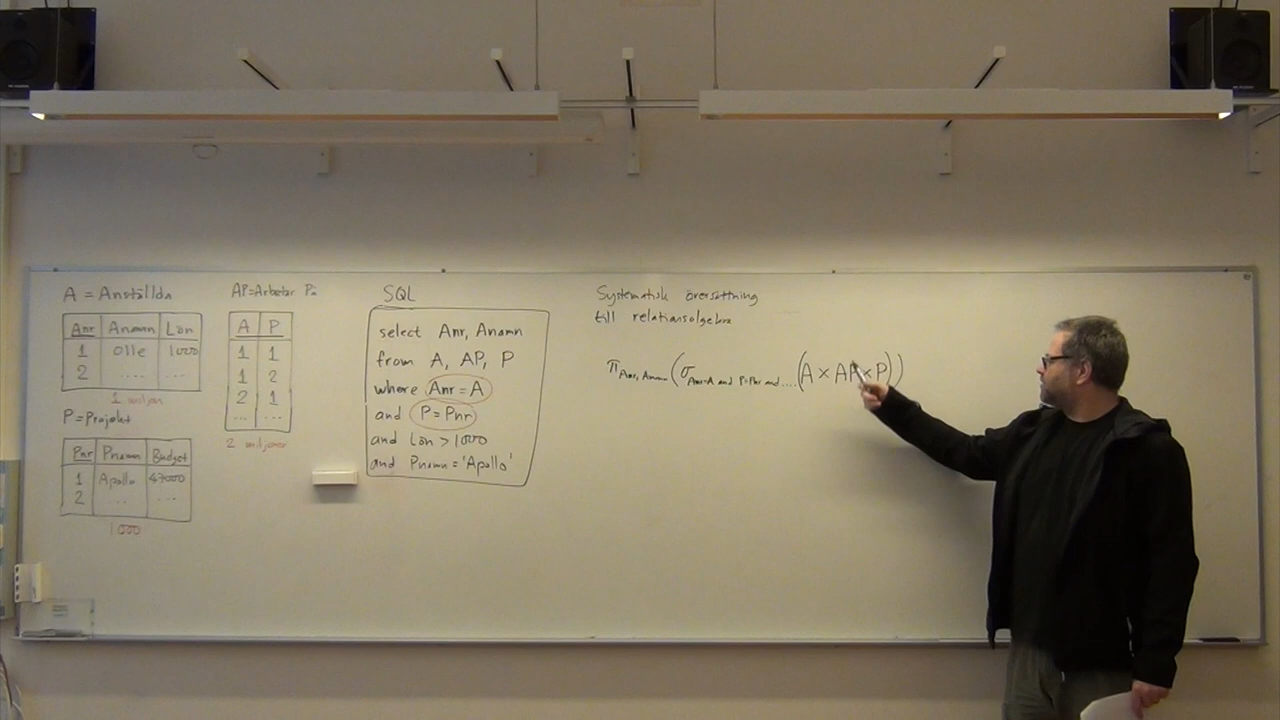 A = Anställda
Anr Anamn Lön
1 Olle 1000
2 ... ...
1 miljon
P = Projekt
Pnr Pnamn Budget
1 Apollo 47000
2 ... ...
1000
AP=Arbetar På
A P
1 1
1 2
2 1
... ...
2 miljoner
SQL
select Anr, Anamn
from A, AP, P
where Anr = A
and P = Pnr
and Lön > 1000
and Pnamn = 'Apollo'
Systematisk översättning
till relationsalgebra
π Anr, Anamn (σ Anr=A and P=Pnr and .... (A × AP × P))